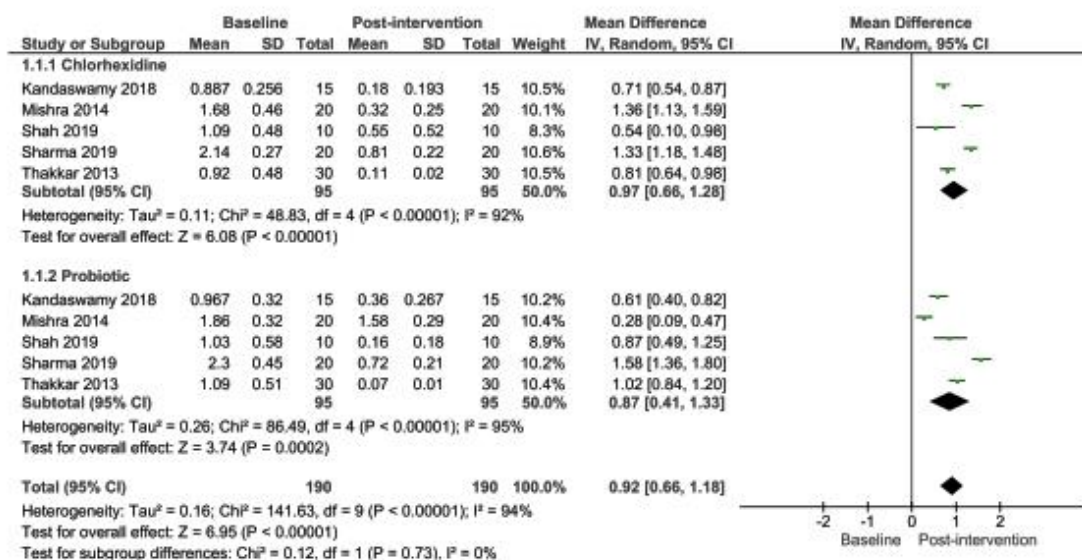 Baseline Post-intervention Mean Difference Mean Difference
Study or Subgroup Mean SD Total Mean SD Total Weight IV, Random, 95% CI IV, Random, 95% CI
1.1.1 Chlorhexidine
Kandaswamy 2018 0.887 0.256 15 0.18 0.193 15 10.5% 0.71 [0.54, 0.87]
Mishra 2014 1.68 0.46 20 0.32 0.25 20 10.1% 1.36 [1.13, 1.59]
Shah 2019 1.09 0.48 10 0.55 0.52 10 8.3% 0.54 [0.10, 0.98]
Sharma 2019 2.14 0.27 20 0.81 0.22 20 10.6% 1.33 [1.18, 1.48]
Thakkar 2013 0.92 0.48 30 0.11 0.02 30 10.5% 0.81 [0.64, 0.98]
Subtotal (95% CI) 95 95 50.0% 0.97 [0.66, 1.28]
Heterogeneity: Tau² = 0.11; Chi² = 48.83, df = 4 (P < 0.00001); I² = 92%
Test for overall effect: Z = 6.08 (P < 0.00001)
1.1.2 Probiotic
Kandaswamy 2018 0.967 0.32 15 0.36 0.267 15 10.2% 0.61 [0.40, 0.82]
Mishra 2014 1.86 0.32 20 1.58 0.29 20 10.4% 0.28 [0.09, 0.47]
Shah 2019 1.03 0.58 10 0.16 0.18 10 8.9% 0.87 [0.49, 1.25]
Sharma 2019 2.3 0.45 20 0.72 0.21 20 10.2% 1.58 [1.36, 1.80]
Thakkar 2013 1.09 0.51 30 0.07 0.01 30 10.4% 1.02 [0.84, 1.20]
Subtotal (95% CI) 95 95 50.0% 0.87 [0.41, 1.33]
Heterogeneity: Tau² = 0.26; Chi² = 86.49, df = 4 (P < 0.00001); I² = 95%
Test for overall effect: Z = 3.74 (P = 0.0002)
Total (95% CI) 190 190 100.0% 0.92 [0.66, 1.18]
Heterogeneity: Tau² = 0.16; Chi² = 141.63, df = 9 (P < 0.00001); I² = 94%
Test for overall effect: Z = 6.95 (P < 0.00001)
Test for subgroup differences: Chi² = 0.12, df = 1 (P = 0.73), I² = 0%
-2 -1 0 1 2
Baseline Post-intervention